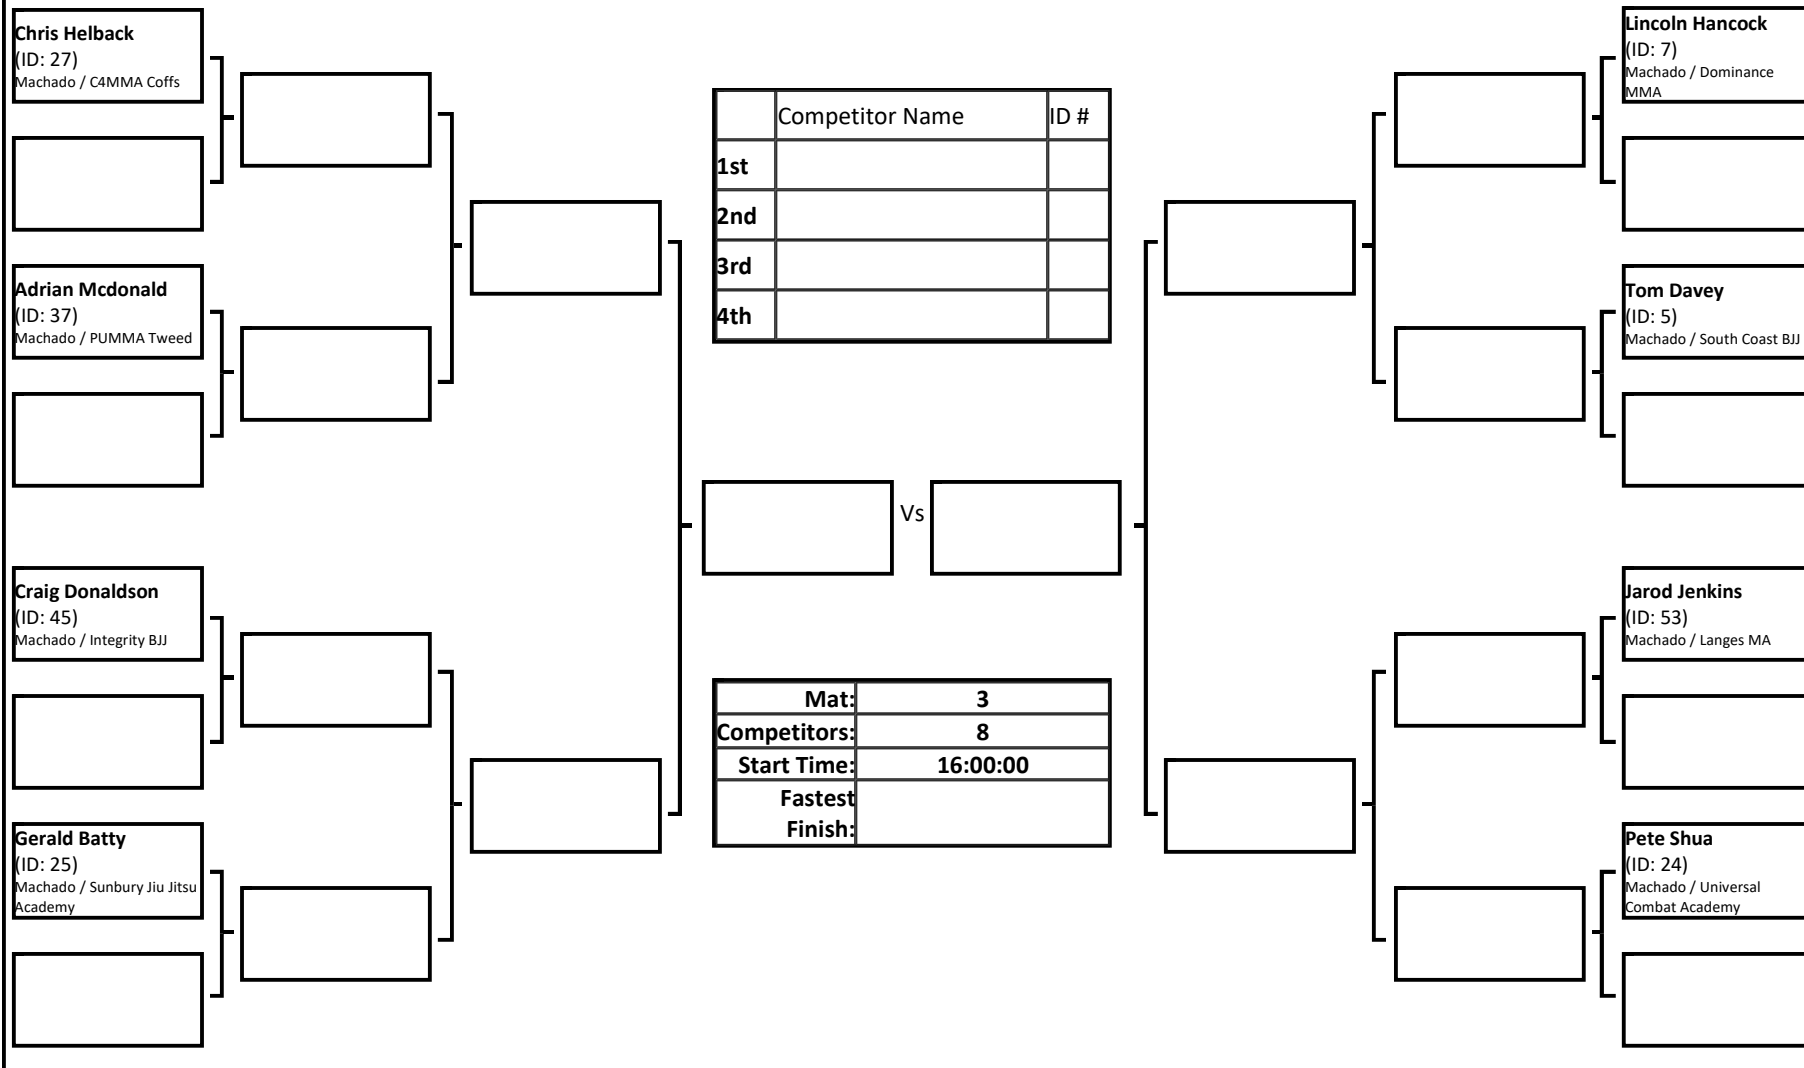 Chris Helback
(ID: 27)
Machado / C4MMA Coffs
Adrian Mcdonald
(ID: 37)
Machado / PUMMA Tweed
Craig Donaldson
(ID: 45)
Machado / Integrity BJJ
Gerald Batty
(ID: 25)
Machado / Sunbury Jiu Jitsu
Academy
Competitor Name ID #
1st
2nd
3rd
4th
Vs
Mat: 3
Competitors: 8
Start Time: 16:00:00
Fastest
Finish:
Lincoln Hancock
(ID: 7)
Machado / Dominance
MMA
Tom Davey
(ID: 5)
Machado / South Coast BJJ
Jarod Jenkins
(ID: 53)
Machado / Langes MA
Pete Shua
(ID: 24)
Machado / Universal
Combat Academy